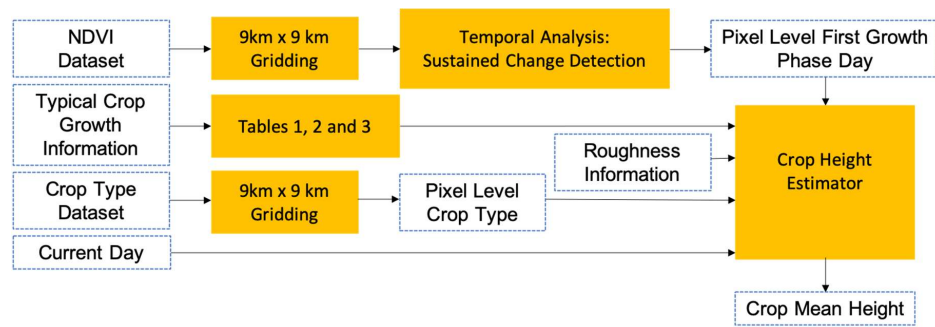 NDVI
Dataset
9km x 9 km
Gridding
Temporal Analysis:
Sustained Change Detection
Pixel Level First Growth
Phase Day
Typical Crop
Growth
Information
Tables 1, 2 and 3
Roughness
Information
Crop Height
Estimator
Crop Type
Dataset
9km x 9 km
Gridding
Pixel Level
Crop Type
Current Day
Crop Mean Height